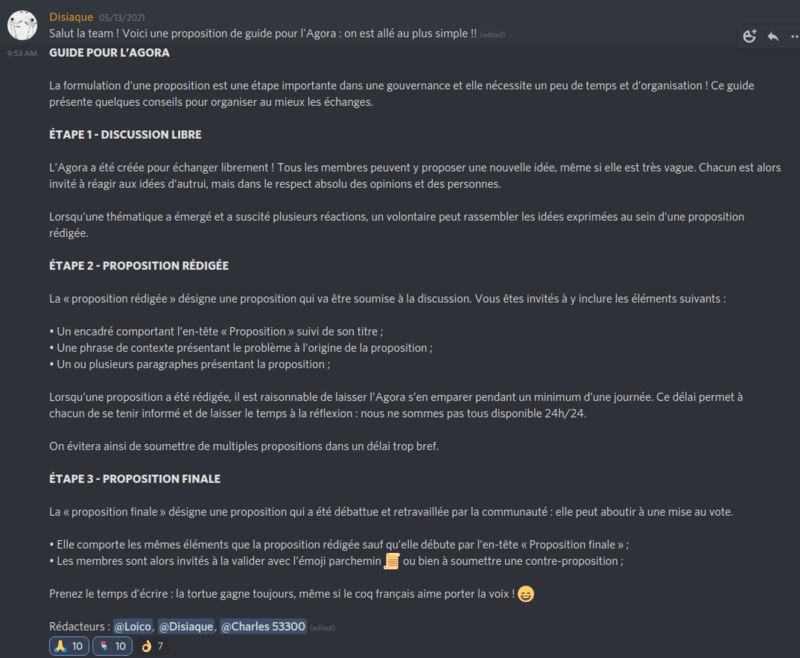 Disiaque 05/13/2021
Salut la team ! Voici une proposition de guide pour l'Agora : on est allé au plus simple !! (edited)
9:53 AM GUIDE POUR L'AGORA
La formulation d'une proposition est une étape importante dans une gouvernance et elle nécessite un peu de temps et d'organisation ! Ce guide
présente quelques conseils pour organiser au mieux les échanges.
ÉTAPE 1 - DISCUSSION LIBRE
L'Agora a été créée pour échanger librement ! Tous les membres peuvent y proposer une nouvelle idée, même si elle est très vague. Chacun est alors
invité à réagir aux idées d'autrui, mais dans le respect absolu des opinions et des personnes.
Lorsqu'une thématique a émergé et a suscité plusieurs réactions, un volontaire peut rassembler les idées exprimées au sein d'une proposition
rédigée.
ÉTAPE 2 - PROPOSITION RÉDIGÉE
La « proposition rédigée » désigne une proposition qui va être soumise à la discussion. Vous êtes invités à y inclure les éléments suivants :
• Un encadré comportant l'en-tête « Proposition » suivi de son titre ;
• Une phrase de contexte présentant le problème à l'origine de la proposition ;
• Un ou plusieurs paragraphes présentant la proposition ;
Lorsqu'une proposition a été rédigée, il est raisonnable de laisser l'Agora s'en emparer pendant un minimum d'une journée. Ce délai permet à
chacun de se tenir informé et de laisser le temps à la réflexion : nous ne sommes pas tous disponible 24h/24.
On évitera ainsi de soumettre de multiples propositions dans un délai trop bref.
ÉTAPE 3 - PROPOSITION FINALE
La « proposition finale » désigne une proposition qui a été débattue et retravaillée par la communauté : elle peut aboutir à une mise au vote.
• Elle comporte les mêmes éléments que la proposition rédigée sauf qu'elle débute par l'en-tête « Proposition finale » ;
• Les membres sont alors invités à la valider avec l'émoji parchemin 📜 ou bien à soumettre une contre-proposition ;
Prenez le temps d'écrire : la tortue gagne toujours, même si le coq français aime porter la voix ! 😄
Rédacteurs : @Loico, @Disiaque, @Charles 53300 (edited)
10 10 7